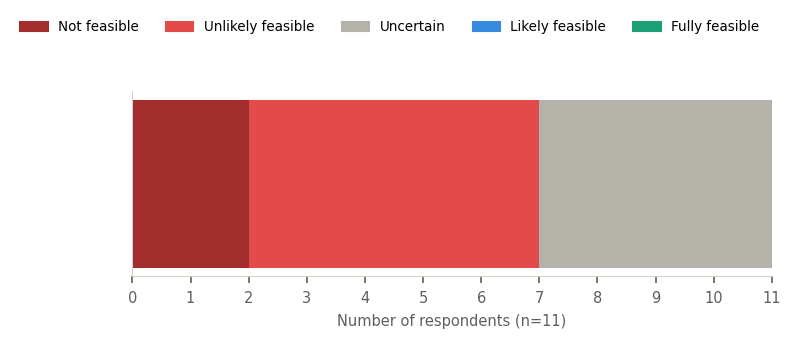 Not feasible Unlikely feasible Uncertain Likely feasible Fully feasible
0 1 2 3 4 5 6 7 8 9 10 11
Number of respondents (n=11)